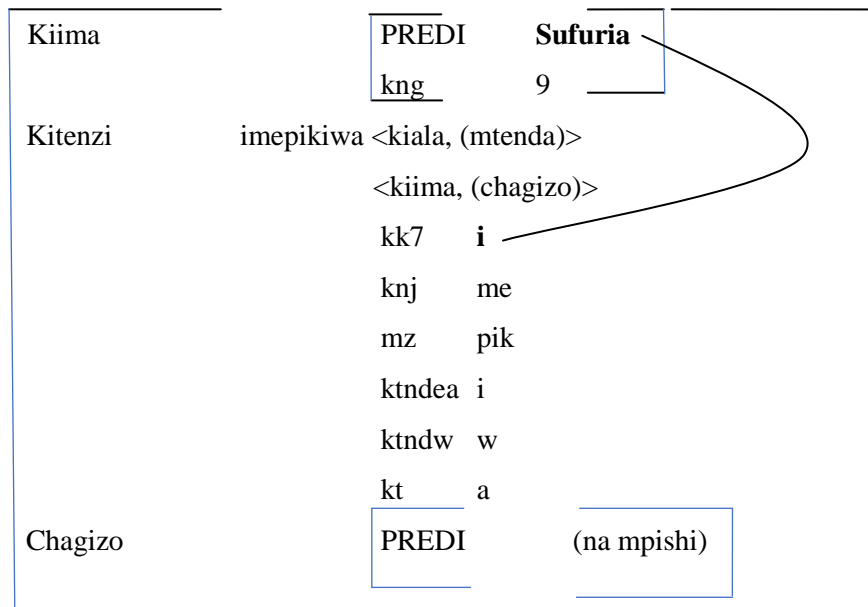 Kiima PREDI Sufuria
kng 9
Kitenzi imepikiwa <kiala, (mtenda)>
<kiima, (chagizo)>
kk7 i
knj me
mz pik
ktndea i
ktndw w
kt a
Chagizo PREDI (na mpishi)